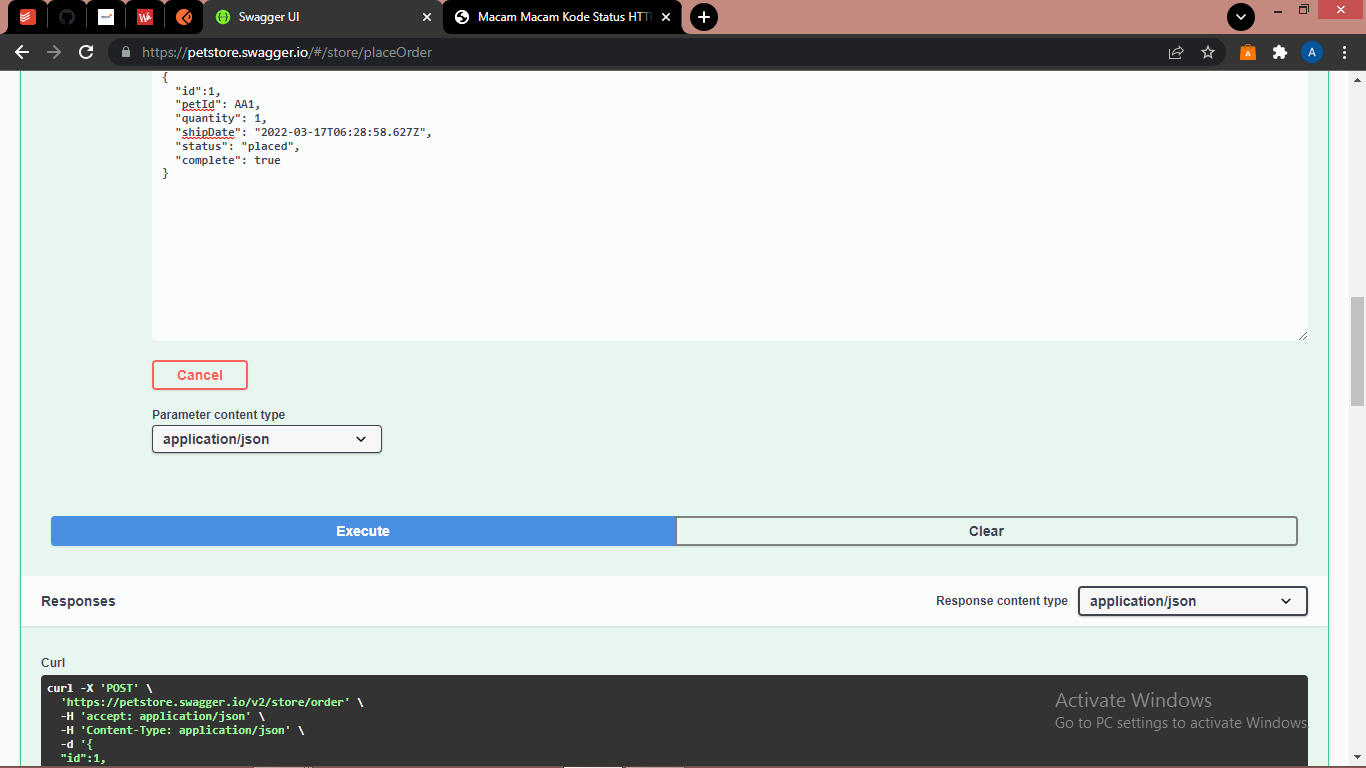 Swagger UI
Macam Macam Kode Status HTT
https://petstore.swagger.io/#/store/placeOrder
A
A
{
"id":1,
"petId": AA1,
"quantity": 1,
"shipDate": "2022-03-17T06:28:58.627Z",
"status": "placed",
"complete": true
}
Cancel
Parameter content type
application/json
Execute
Clear
Responses
Response content type
application/json
Curl
curl -X 'POST' \
'https://petstore.swagger.io/v2/store/order' \
-H 'accept: application/json' \
-H 'Content-Type: application/json' \
-d '{
"id":1,
Activate Windows
Go to PC settings to activate Windows